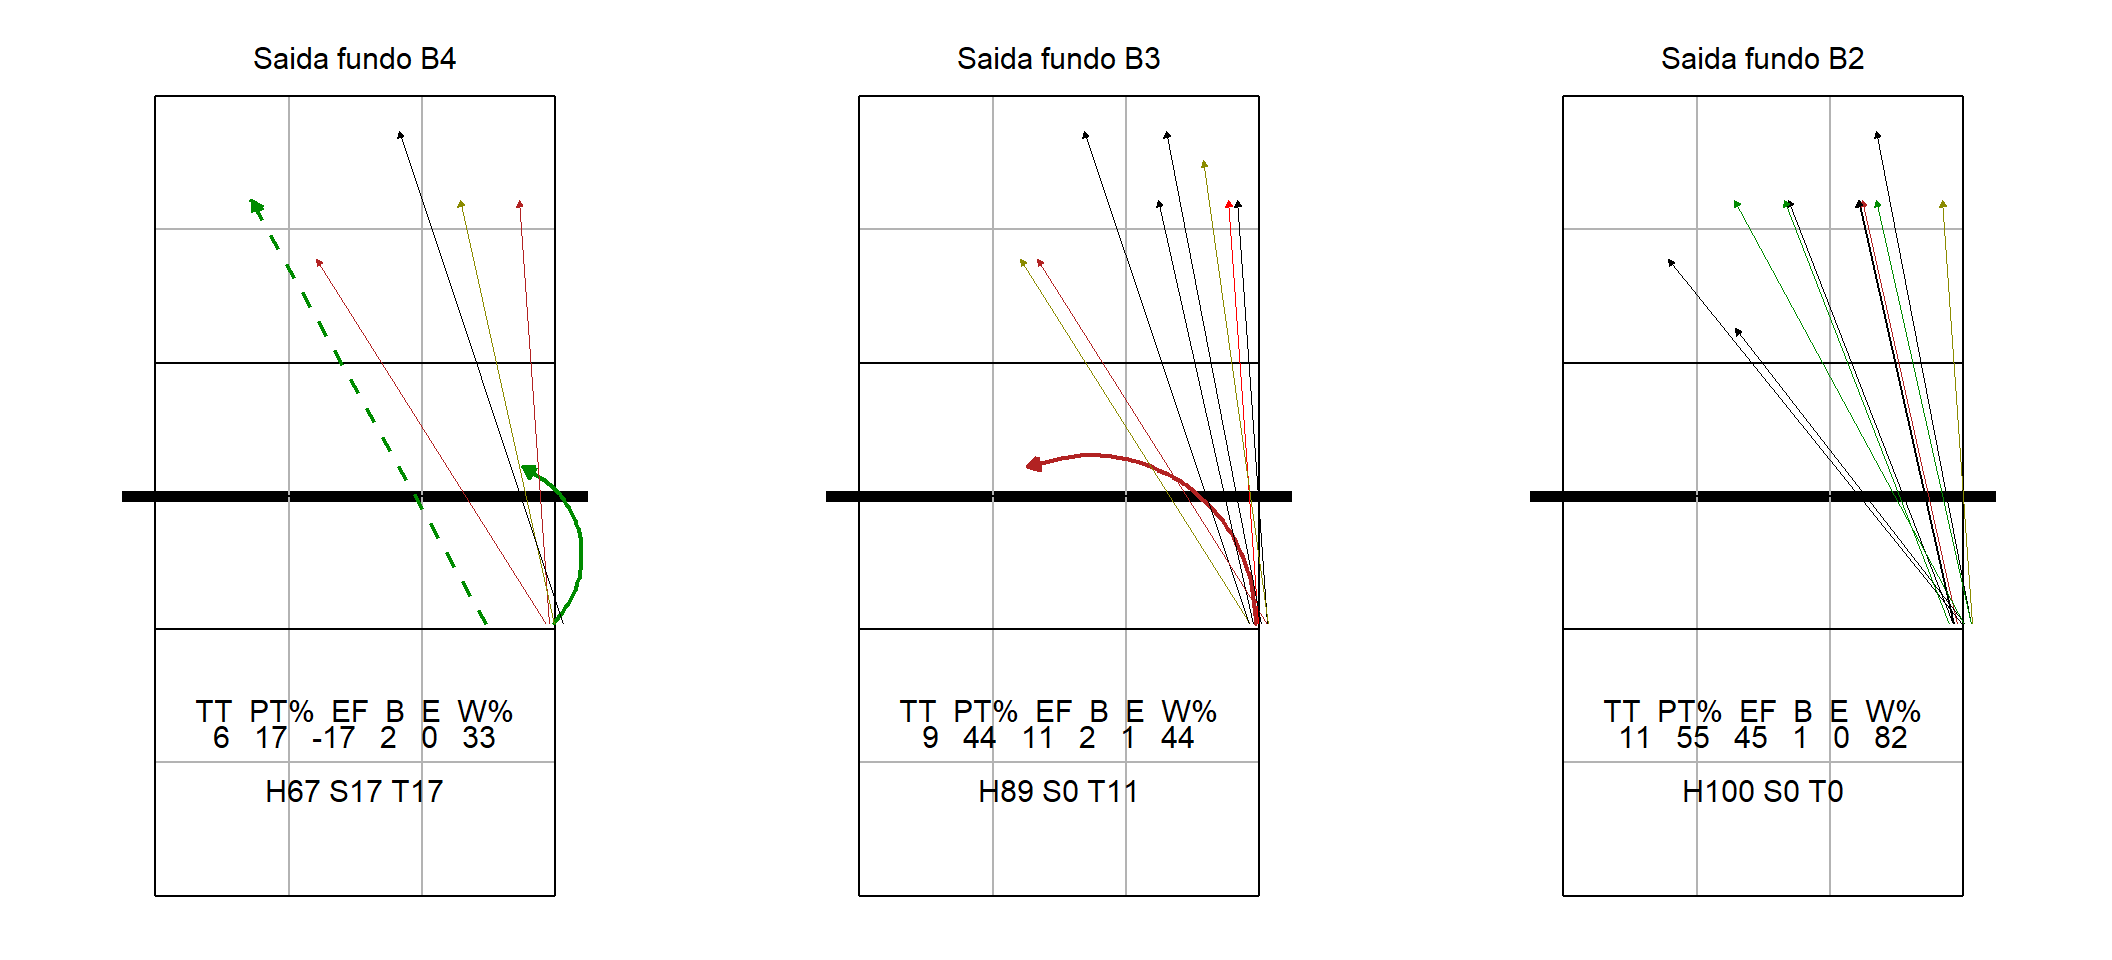 Saida fundo B4
TT PT% EF B E W%
6 17 -17 2 0 33
H67 S17 T17
Saida fundo B3
TT PT% EF B E W%
9 44 11 2 1 44
H89 S0 T11
Saida fundo B2
TT PT% EF B E W%
11 55 45 1 0 82
H100 S0 T0